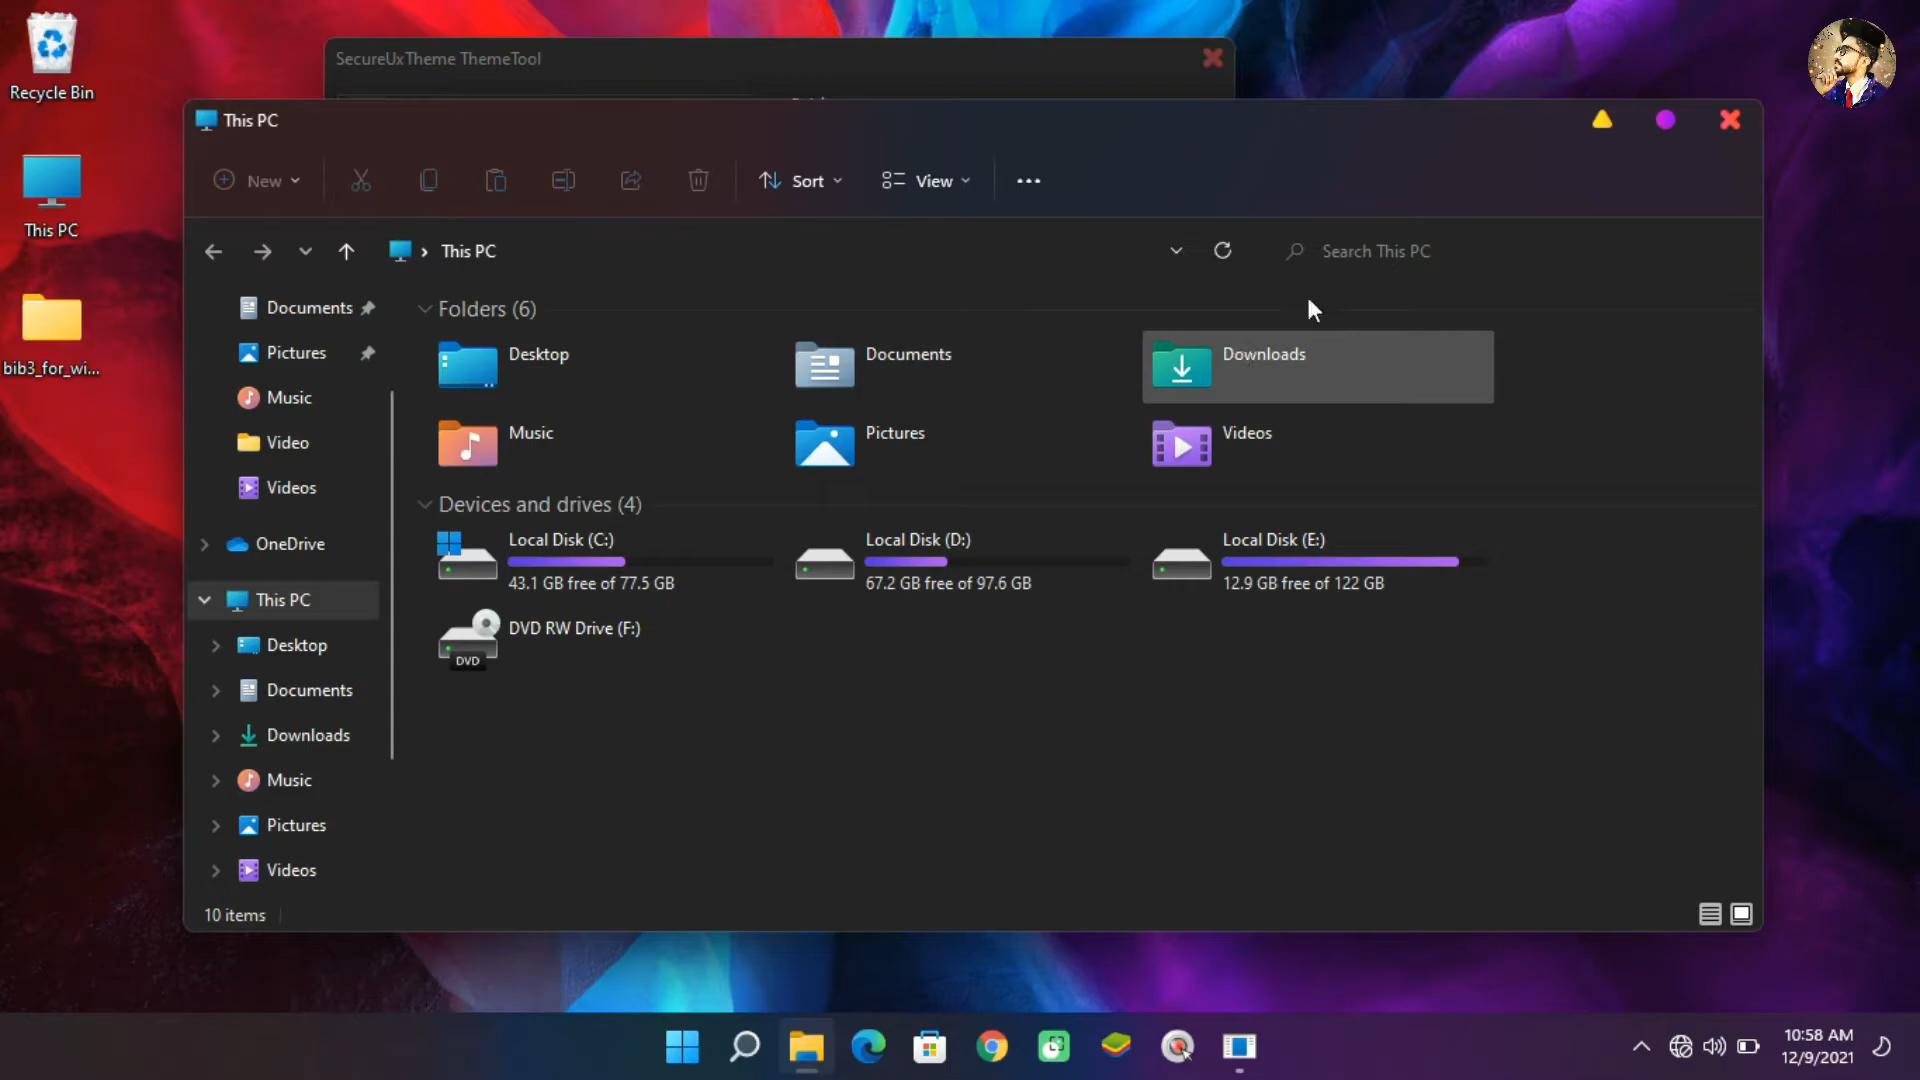 Recycle Bin
This PC
bib3_for_wi...
SecureUxTheme ThemeTool
This PC
New
Sort
View
This PC
Search This PC
Documents
Pictures
Music
Video
Videos
OneDrive
This PC
Desktop
Documents
Downloads
Music
Pictures
Videos
Folders (6)
Desktop
Documents
Downloads
Music
Pictures
Videos
Devices and drives (4)
Local Disk (C:)
43.1 GB free of 77.5 GB
Local Disk (D:)
67.2 GB free of 97.6 GB
Local Disk (E:)
12.9 GB free of 122 GB
DVD RW Drive (F:)
DVD
10 items
10:58 AM
12/9/2021